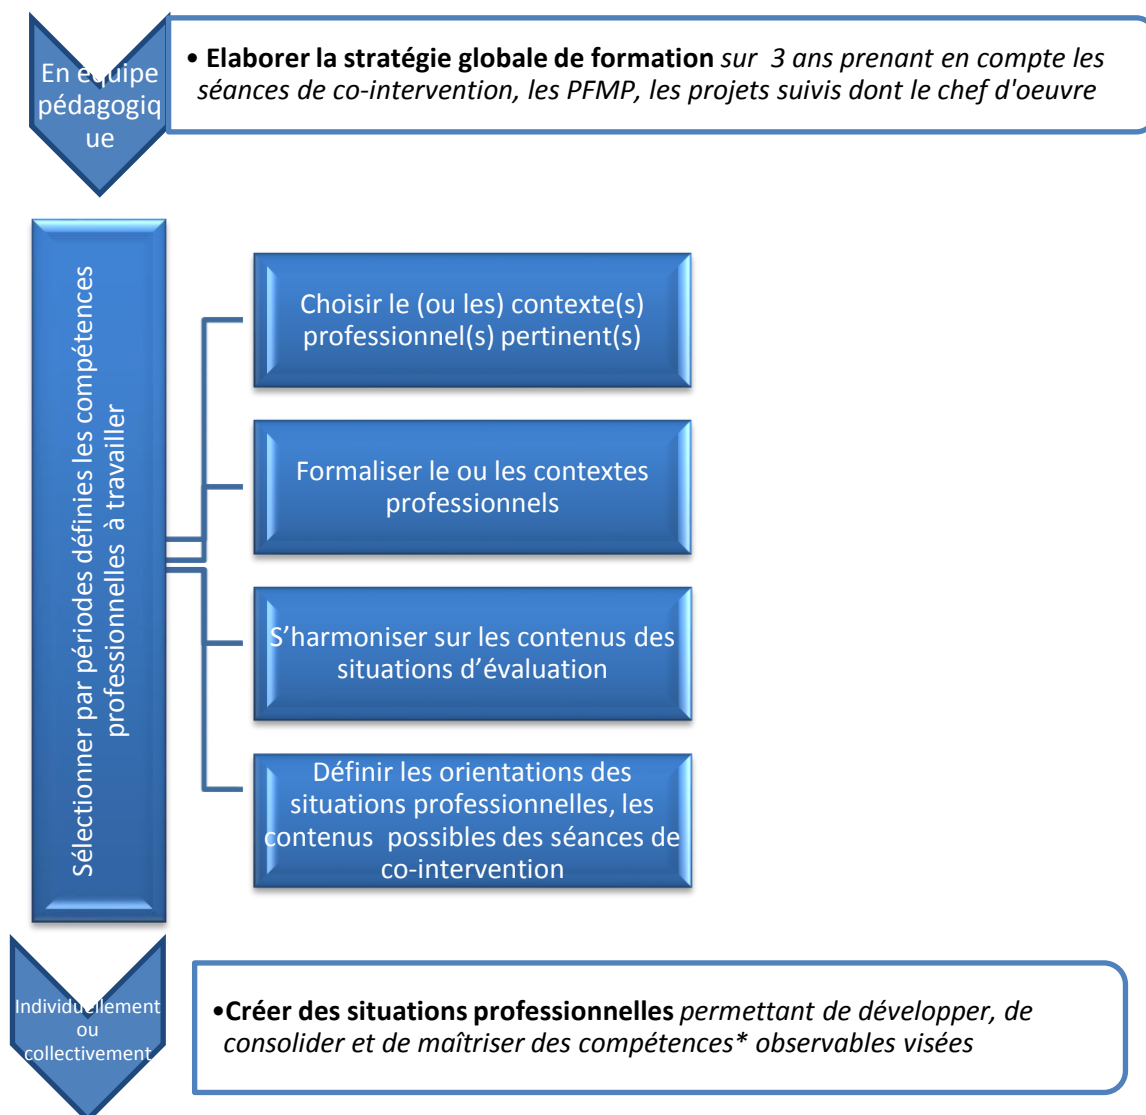 En équipe
pédagogiq
ue
• Elaborer la stratégie globale de formation sur 3 ans prenant en compte les
séances de co-intervention, les PFMP, les projets suivis dont le chef d'oeuvre
Sélectionner par périodes définies les compétences
professionnelles à travailler
Choisir le (ou les) contexte(s)
professionnel(s) pertinent(s)
Formaliser le ou les contextes
professionnels
S’harmoniser sur les contenus des
situations d’évaluation
Définir les orientations des
situations professionnelles, les
contenus possibles des séances de
co-intervention
Individuellement
ou
collectivement
•Créer des situations professionnelles permettant de développer, de
consolider et de maîtriser des compétences* observables visées